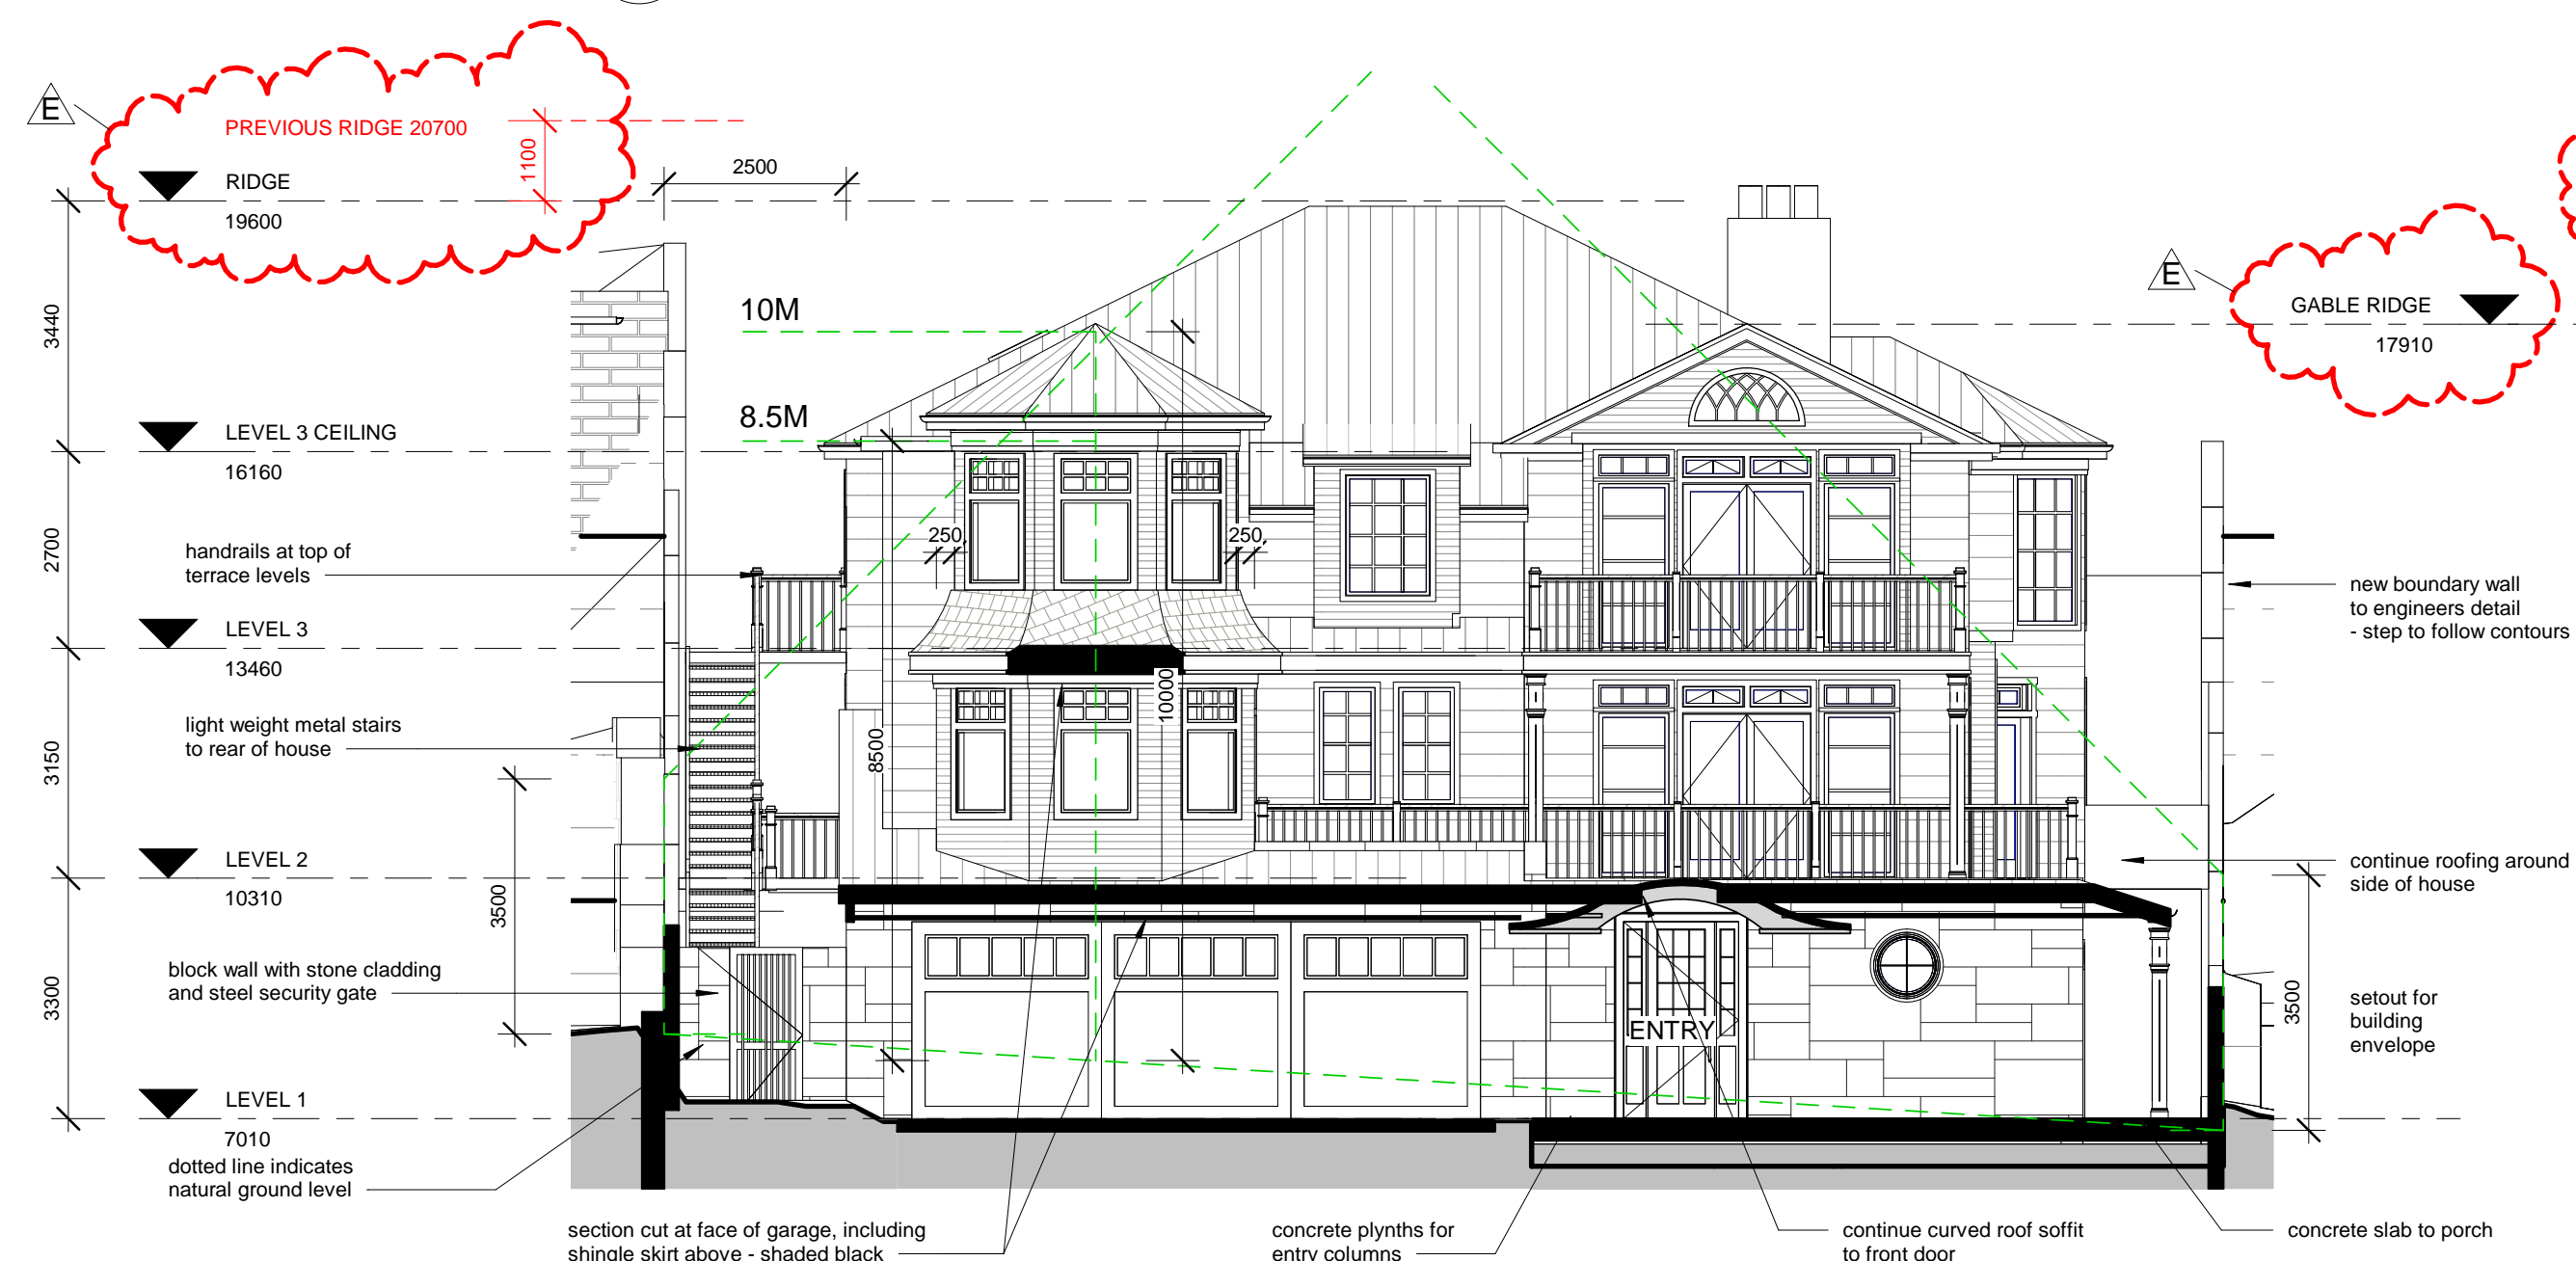 E
PREVIOUS RIDGE 20700
1100
RIDGE
19600
2500
E
GABLE RIDGE
17910
3440
10M
8.5M
LEVEL 3 CEILING
16160
2700
handrails at top of
terrace levels
250
250
new boundary wall
to engineers detail
- step to follow contours
LEVEL 3
13460
3150
light weight metal stairs
to rear of house
8500
10000
LEVEL 2
10310
3500
continue roofing around
side of house
3300
block wall with stone cladding
and steel security gate
ENTRY
3500
setout for
building
envelope
LEVEL 1
7010
dotted line indicates
natural ground level
section cut at face of garage, including
shingle skirt above - shaded black
concrete plynths for
entry columns
continue curved roof soffit
to front door
concrete slab to porch